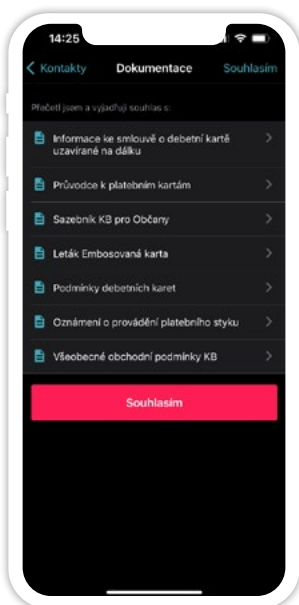 14:25
Kontakty Dokumentace Souhlasím
Přečetl jsem a vyjadřuji souhlas s:
Informace ke smlouvě o debetní kartě
uzavírané na dálku
Průvodce k platebním kartám
Sazebník KB pro Občany
Leták Embosovaná karta
Podmínky debetních karet
Oznámení o provádění platebního styku
Všeobecné obchodní podmínky KB
Souhlasím